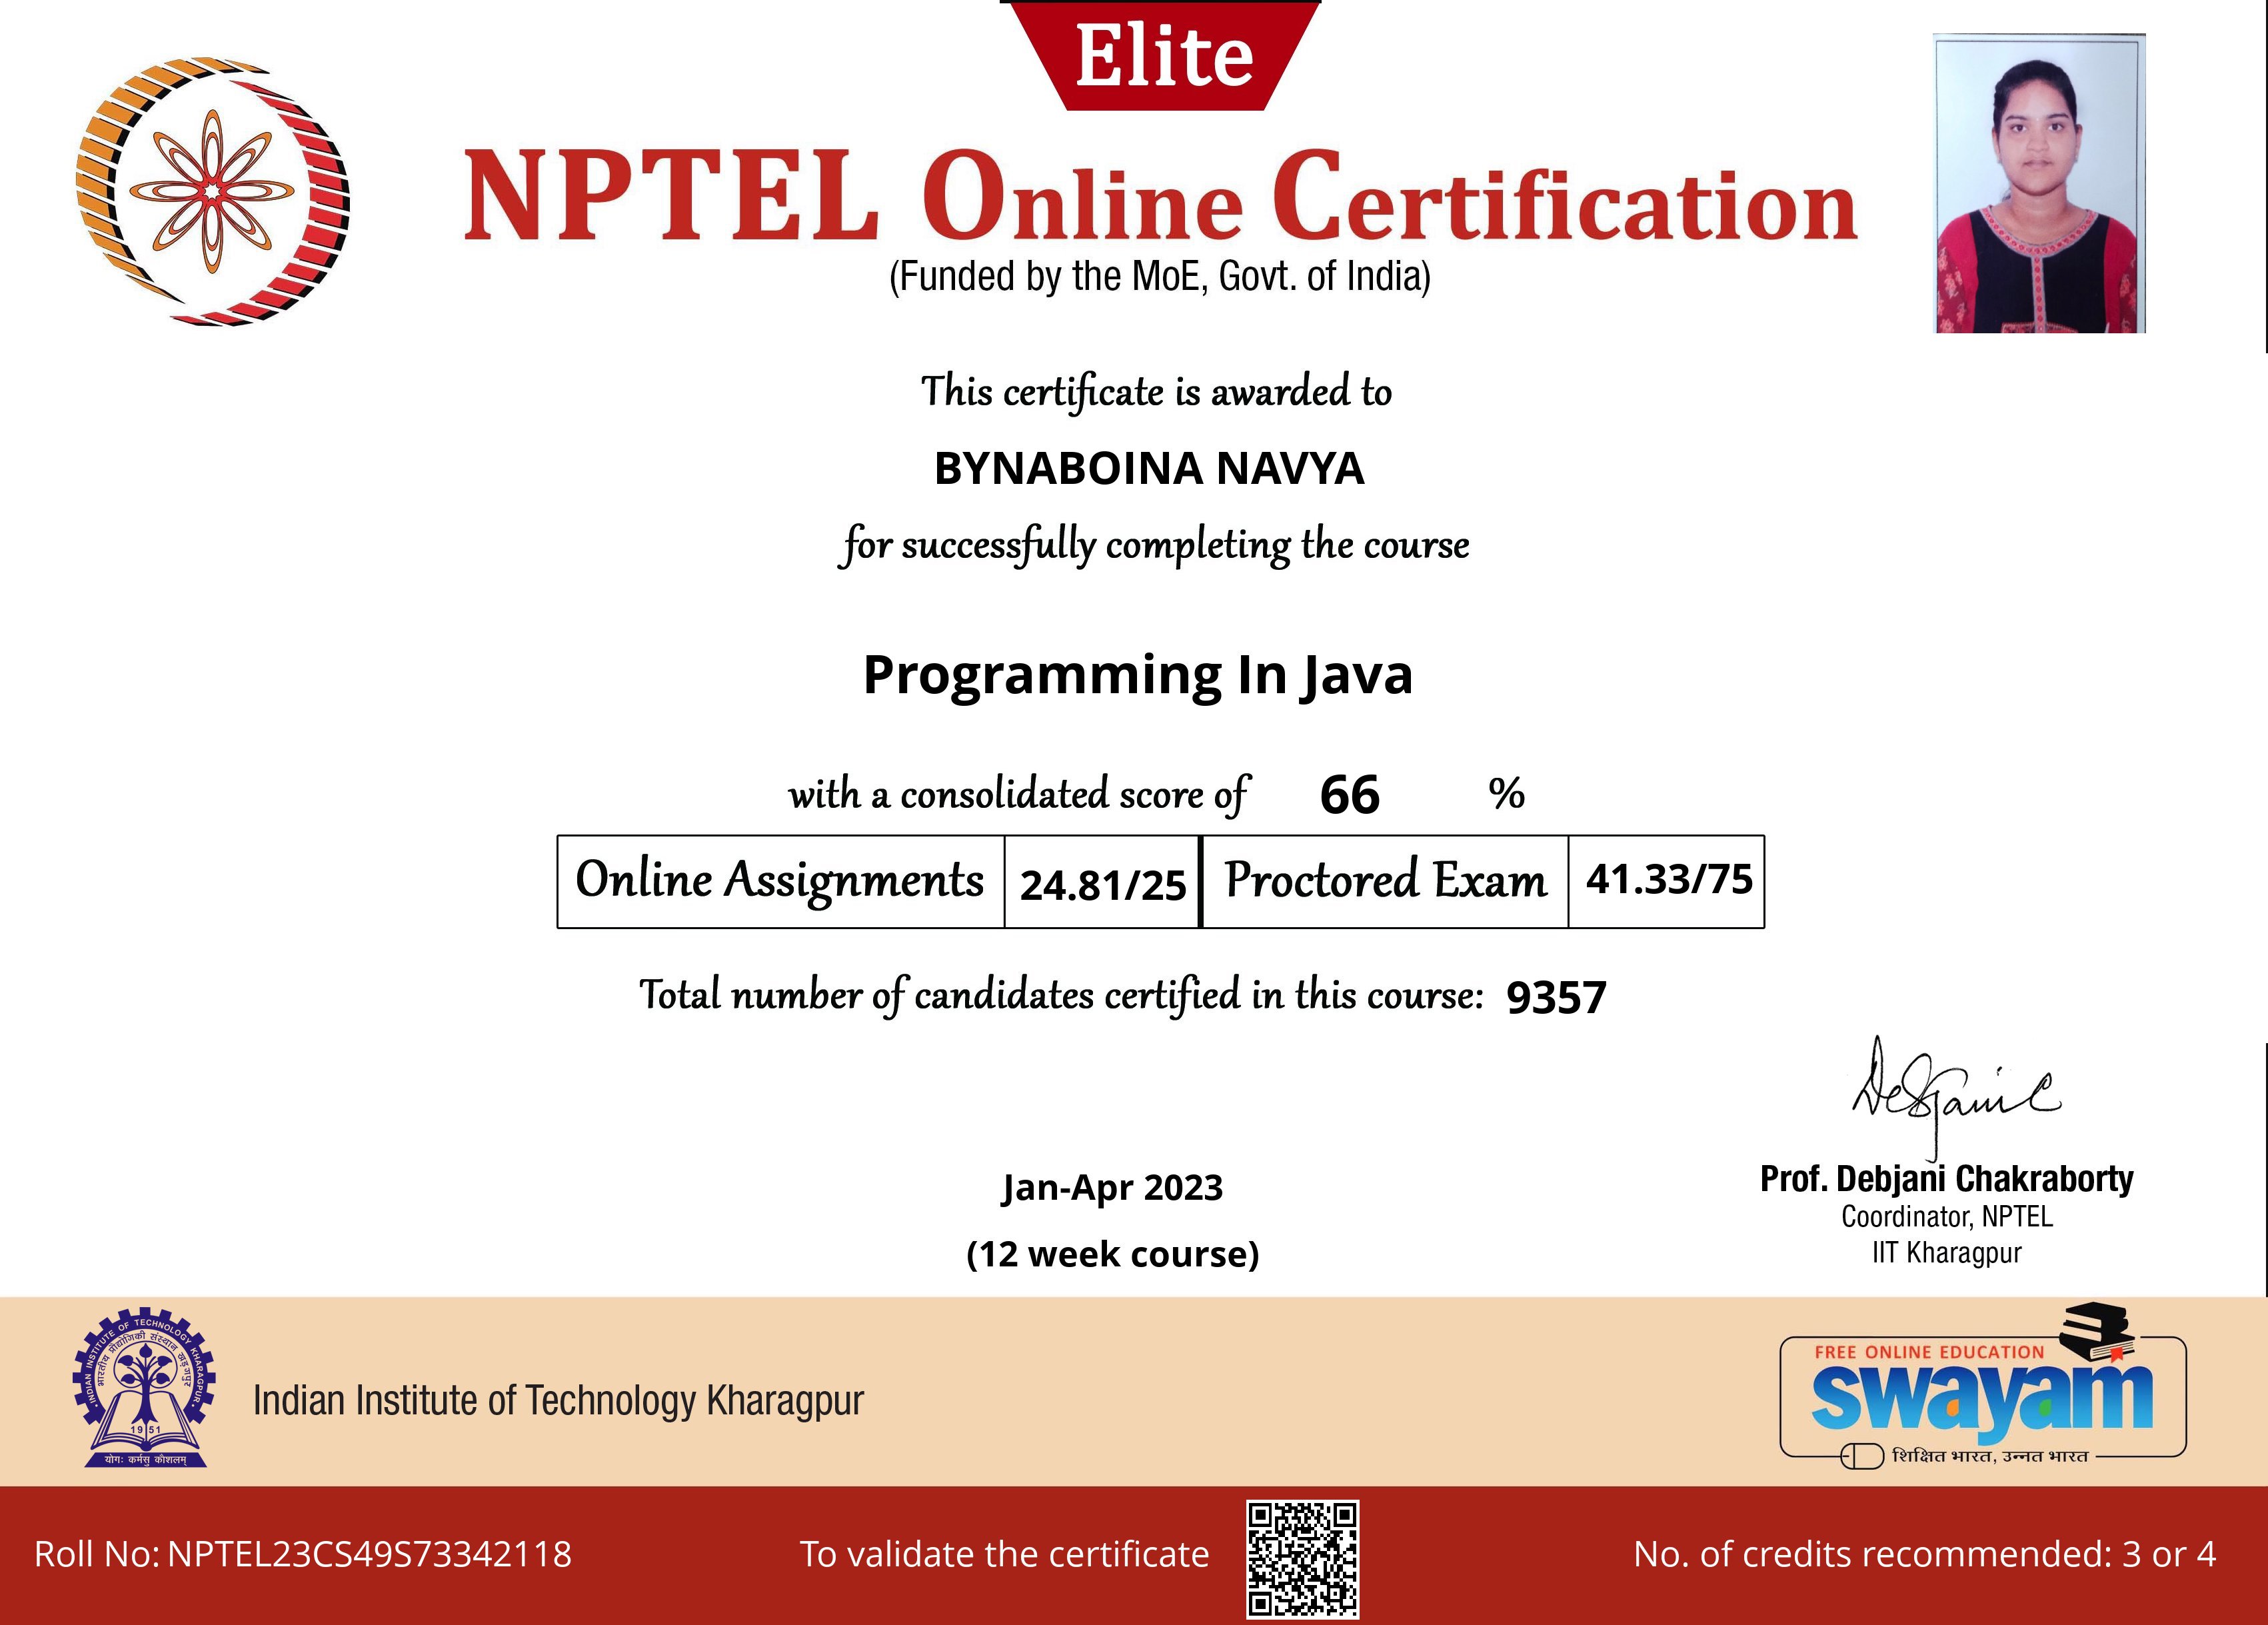 Elite
NPTEL Online Certification
(Funded by the MoE, Govt. of India)
This certificate is awarded to
BYNABOINA NAVYA
for successfully completing the course
Programming In Java
with a consolidated score of 66 %
Online Assignments 24.81/25 Proctored Exam 41.33/75
Total number of candidates certified in this course: 9357
Prof. Debjani Chakraborty
Coordinator, NPTEL
IIT Kharagpur
Jan-Apr 2023
(12 week course)
INDIAN INSTITUTE OF TECHNOLOGY KHARAGPUR
भारतीय प्रौद्योगिकी संस्थान खड़गपुर
1951
योगः कर्मसु कौशलम्
Indian Institute of Technology Kharagpur
FREE ONLINE EDUCATION
swayam
शिक्षित भारत, उन्नत भारत
Roll No: NPTEL23CS49S73342118
To validate the certificate
No. of credits recommended: 3 or 4